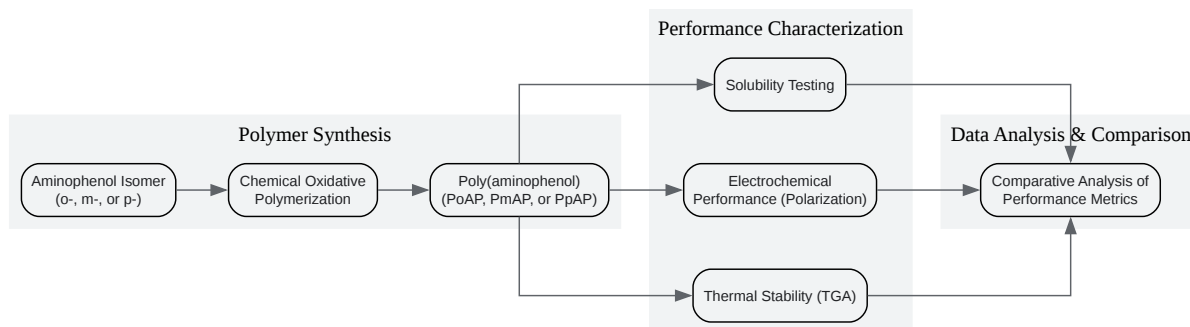 Performance Characterization
Solubility Testing
Polymer Synthesis
Data Analysis & Comparison
Aminophenol Isomer
(o-, m-, or p-)
Chemical Oxidative
Polymerization
Poly(aminophenol)
(PoAP, PmAP, or PpAP)
Electrochemical
Performance (Polarization)
Comparative Analysis of
Performance Metrics
Thermal Stability (TGA)